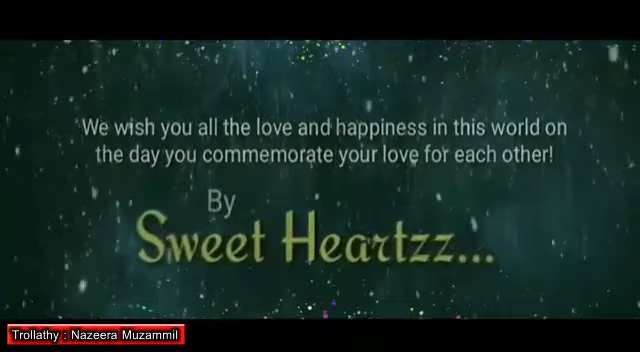 We wish you all the love and happiness in this world on
the day you commemorate your love for each other!
By
Sweet Heartzz...
Trollathy : Nazeera Muzammil